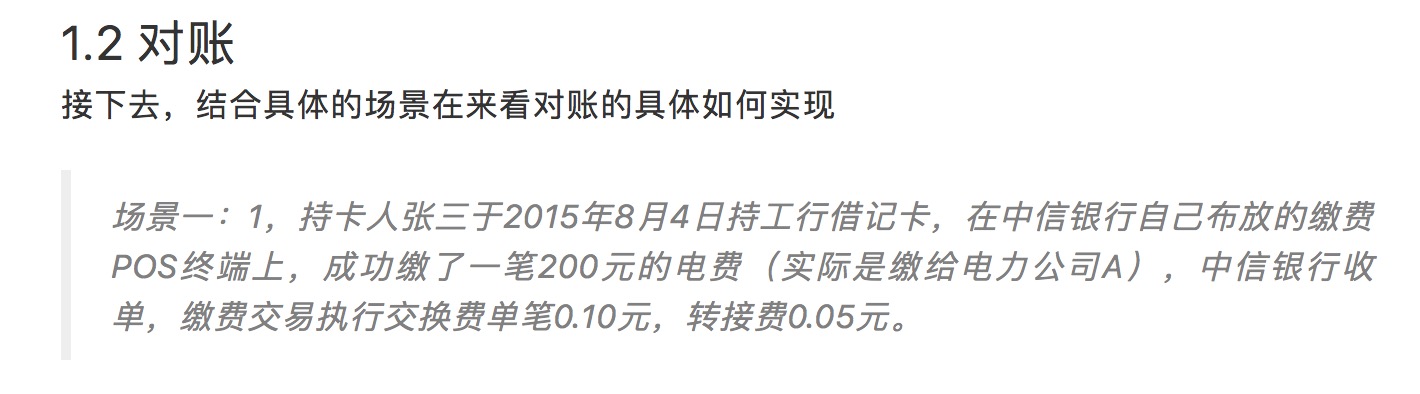 1.2 对账
接下去，结合具体的场景在来看对账的具体如何实现
场景一：1，持卡人张三于2015年8月4日持工行借记卡，在中信银行自己布放的缴费
POS终端上，成功缴了一笔200元的电费（实际是缴给电力公司A），中信银行收
单，缴费交易执行交换费单笔0.10元，转接费0.05元。